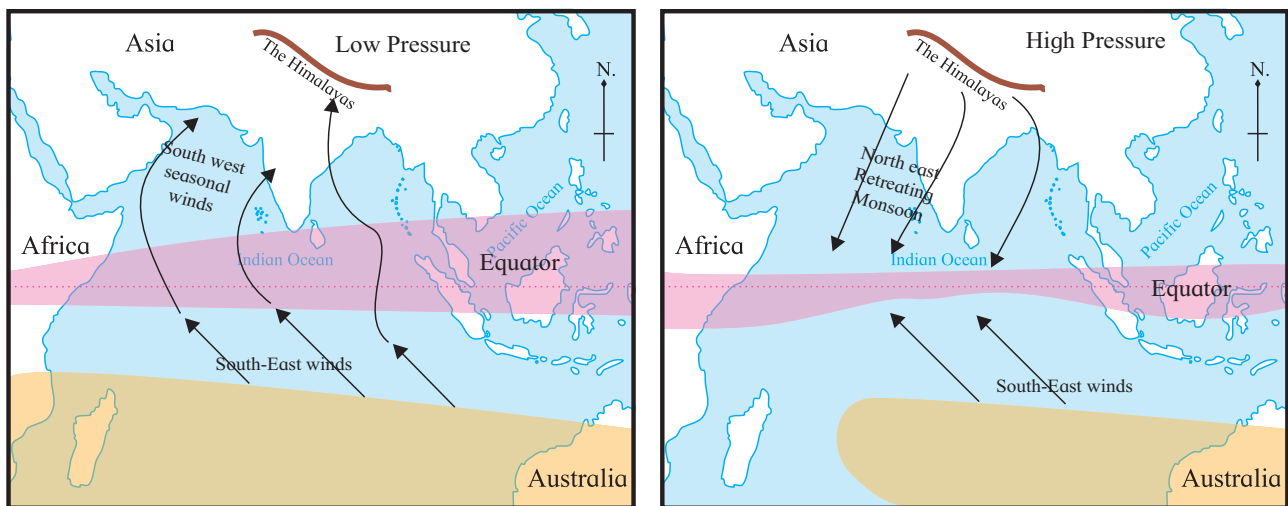 Asia
Low Pressure
The Himalayas
N.
South west
seasonal
winds
Africa
Pacific Ocean
Indian Ocean
Equator
South-East winds
Australia
Asia
High Pressure
The Himalayas
N.
North east
Retreating
Monsoon
Africa
Pacific Ocean
Indian Ocean
Equator
South-East winds
Australia